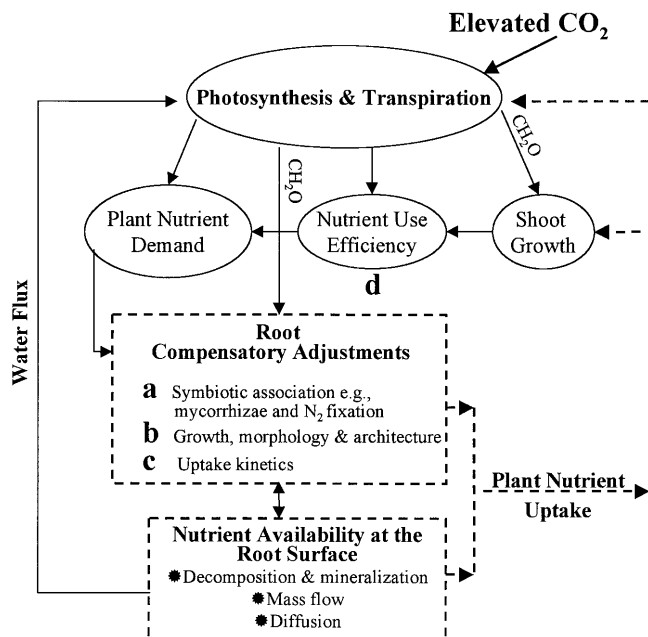 Elevated CO₂
Photosynthesis & Transpiration
CH₂O
CH₂O
Plant Nutrient
Demand
Nutrient Use
Efficiency
Shoot
Growth
d
Water Flux
Root
Compensatory Adjustments
a Symbiotic association e.g.,
mycorrhizae and N₂ fixation
b Growth, morphology & architecture
c Uptake kinetics
Plant Nutrient
Uptake
Nutrient Availability at the
Root Surface
✹Decomposition & mineralization
✹Mass flow
✹Diffusion